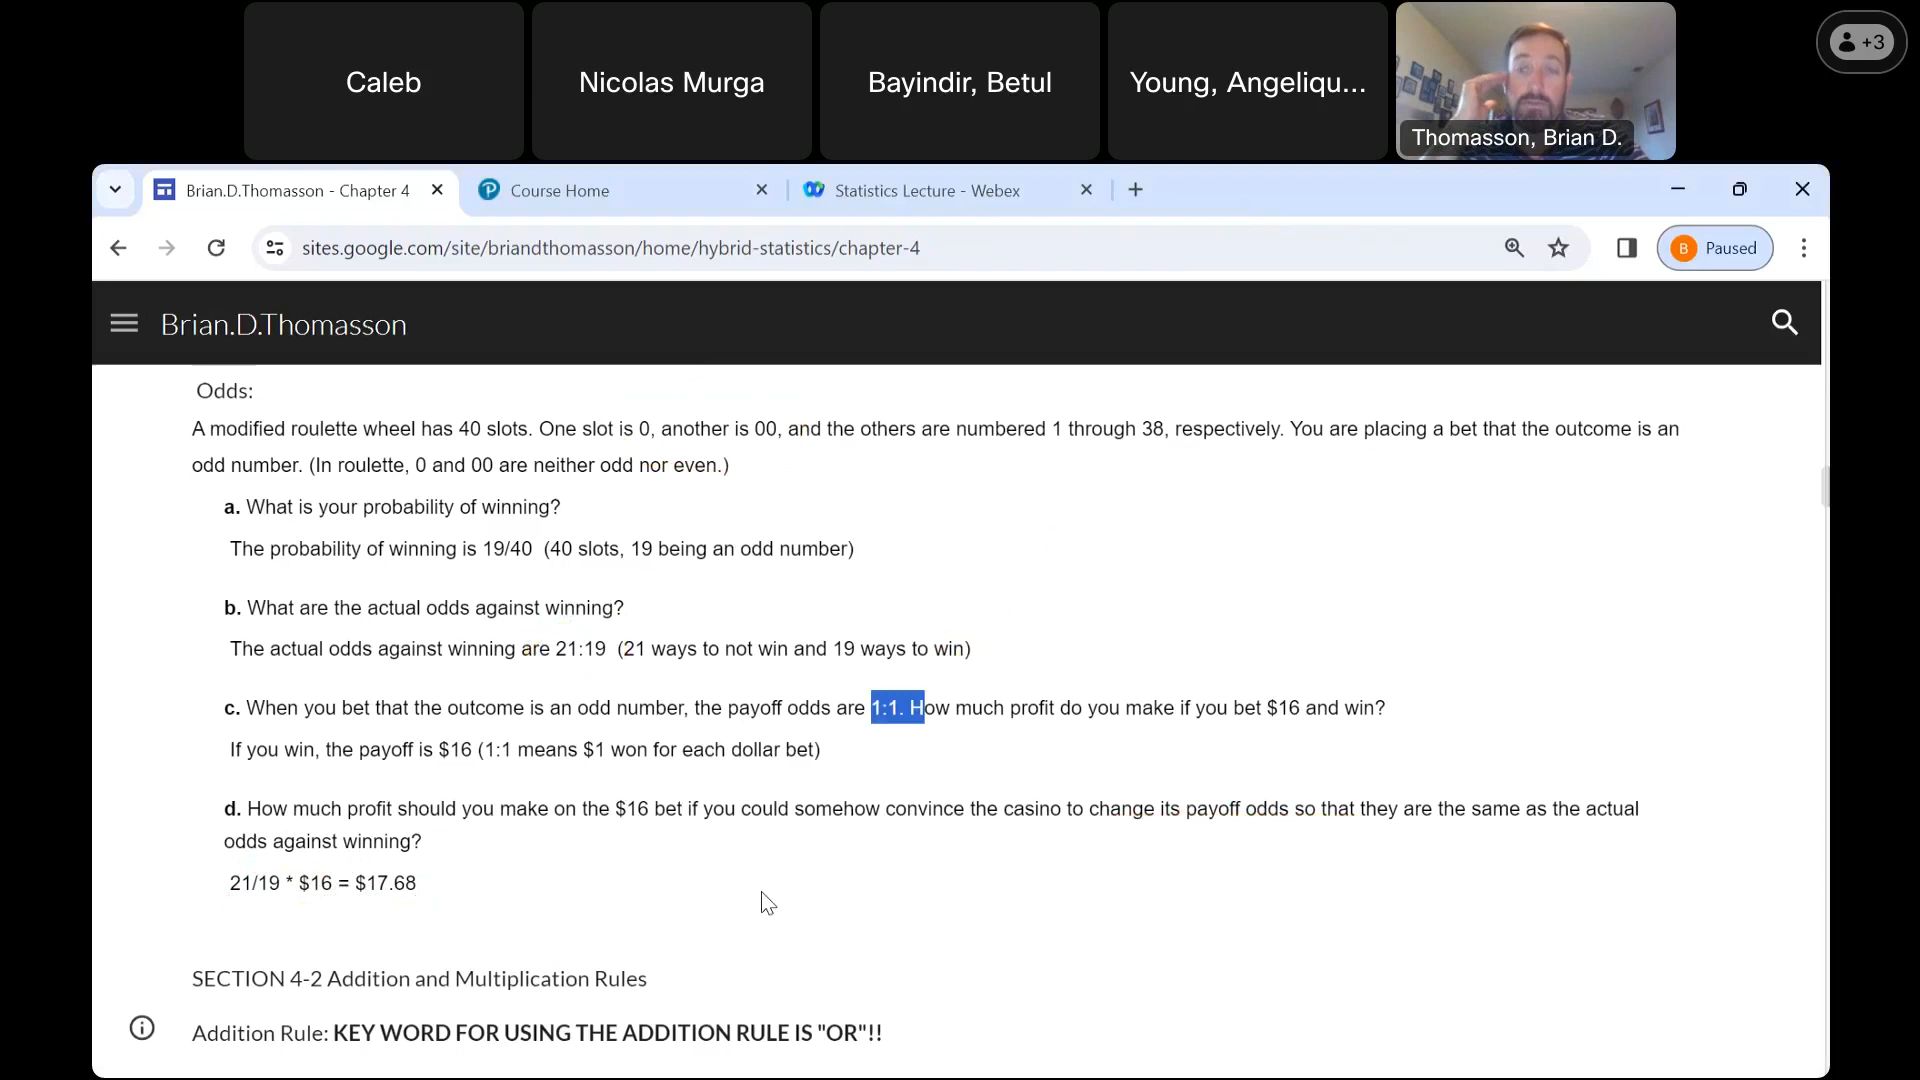 Caleb
Nicolas Murga
Bayindir, Betul
Young, Angeliqu...
Thomasson, Brian D.
+3
Brian.D.Thomasson - Chapter 4
Course Home
Statistics Lecture - Webex
sites.google.com/site/briandthomasson/home/hybrid-statistics/chapter-4
B Paused
Brian.D.Thomasson
Odds:
A modified roulette wheel has 40 slots. One slot is 0, another is 00, and the others are numbered 1 through 38, respectively. You are placing a bet that the outcome is an
odd number. (In roulette, 0 and 00 are neither odd nor even.)
a. What is your probability of winning?
The probability of winning is 19/40 (40 slots, 19 being an odd number)
b. What are the actual odds against winning?
The actual odds against winning are 21:19 (21 ways to not win and 19 ways to win)
c. When you bet that the outcome is an odd number, the payoff odds are 1:1. How much profit do you make if you bet $16 and win?
If you win, the payoff is $16 (1:1 means $1 won for each dollar bet)
d. How much profit should you make on the $16 bet if you could somehow convince the casino to change its payoff odds so that they are the same as the actual
odds against winning?
21/19 * $16 = $17.68
SECTION 4-2 Addition and Multiplication Rules
Addition Rule: KEY WORD FOR USING THE ADDITION RULE IS "OR"!!